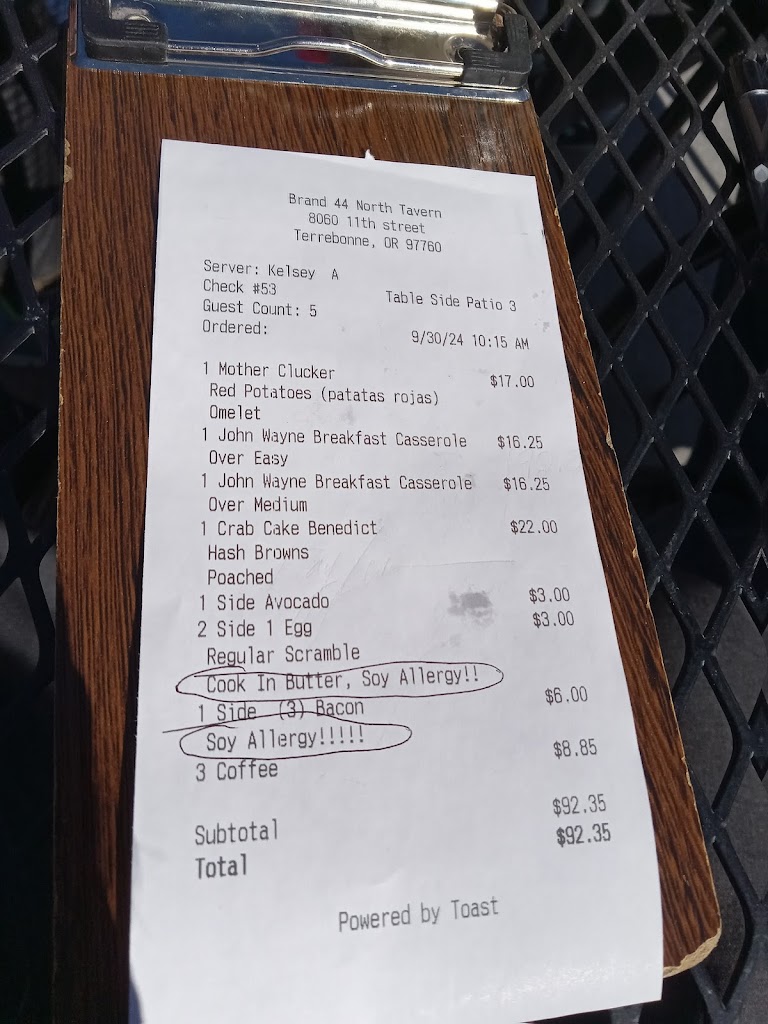 Brand 44 North Tavern
8060 11th street
Terrebonne, OR 97760
Server: Kelsey A
Check #53 Table Side Patio 3
Guest Count: 5
Ordered: 9/30/24 10:15 AM
1 Mother Clucker $17.00
Red Potatoes (patatas rojas)
Omelet
1 John Wayne Breakfast Casserole $16.25
Over Easy
1 John Wayne Breakfast Casserole $16.25
Over Medium
1 Crab Cake Benedict $22.00
Hash Browns
Poached
1 Side Avocado $3.00
2 Side 1 Egg $3.00
Regular Scramble
Cook In Butter, Soy Allergy!!
1 Side (3) Bacon $6.00
Soy Allergy!!!!!
3 Coffee $8.85
Subtotal $92.35
Total $92.35
Powered by Toast